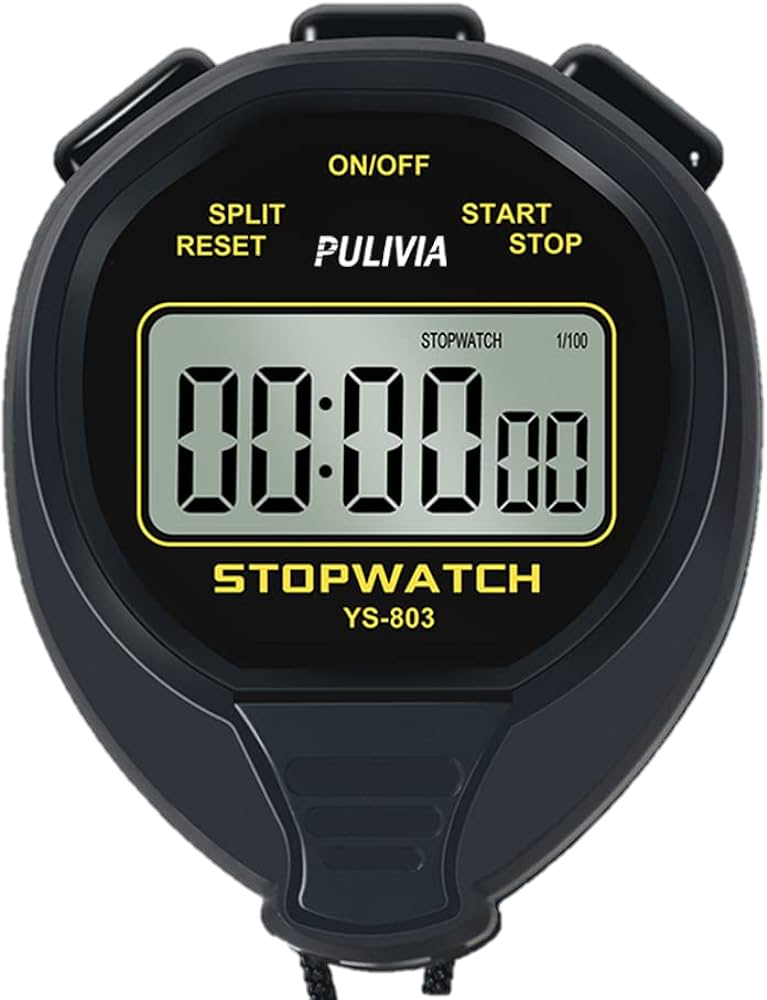 ON/OFF
SPLIT
RESET
START
STOP
PULIVIA
STOPWATCH 1/100
00:00 00
STOPWATCH
YS-803